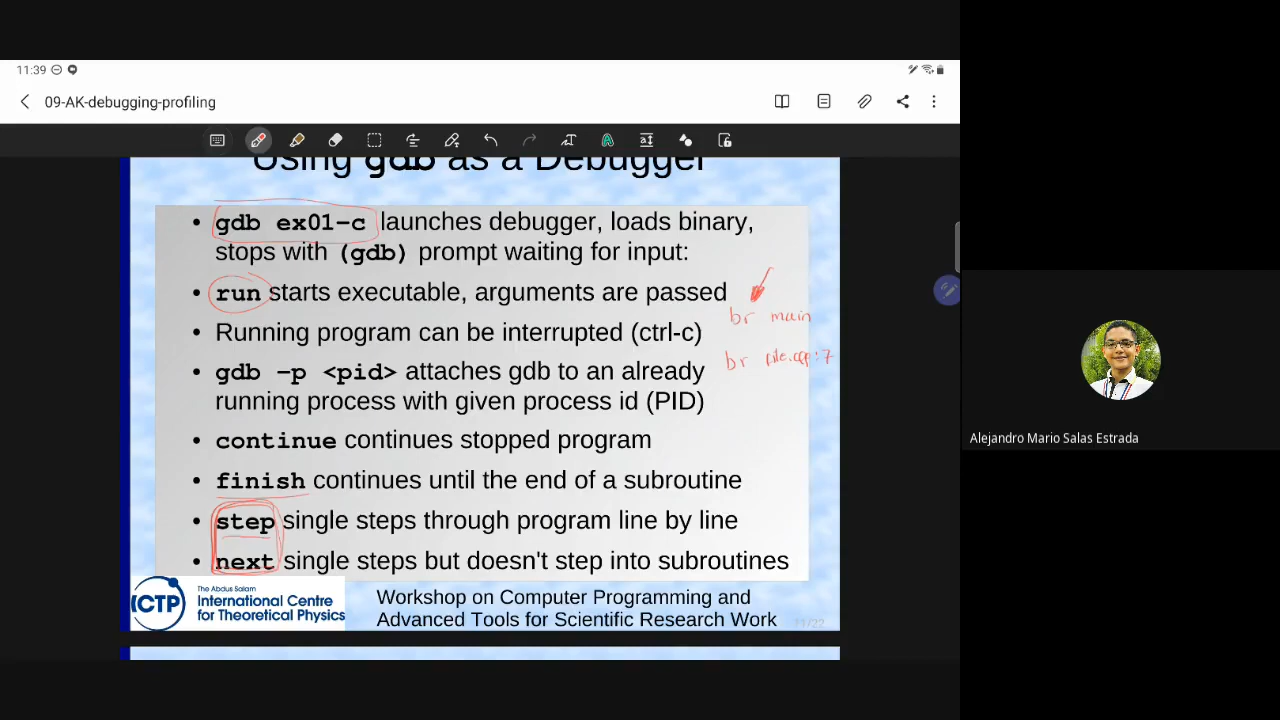 11:39
09-AK-debugging-profiling
Using gdb as a Debugger
• gdb ex01-c launches debugger, loads binary,
stops with (gdb) prompt waiting for input:
• run starts executable, arguments are passed
br main
• Running program can be interrupted (ctrl-c)
br file.cpp:7
• gdb -p <pid> attaches gdb to an already
running process with given process id (PID)
• continue continues stopped program
• finish continues until the end of a subroutine
• step single steps through program line by line
• next single steps but doesn't step into subroutines
ICTP
The Abdus Salam
International Centre
for Theoretical Physics
Workshop on Computer Programming and
Advanced Tools for Scientific Research Work
11/22
Alejandro Mario Salas Estrada